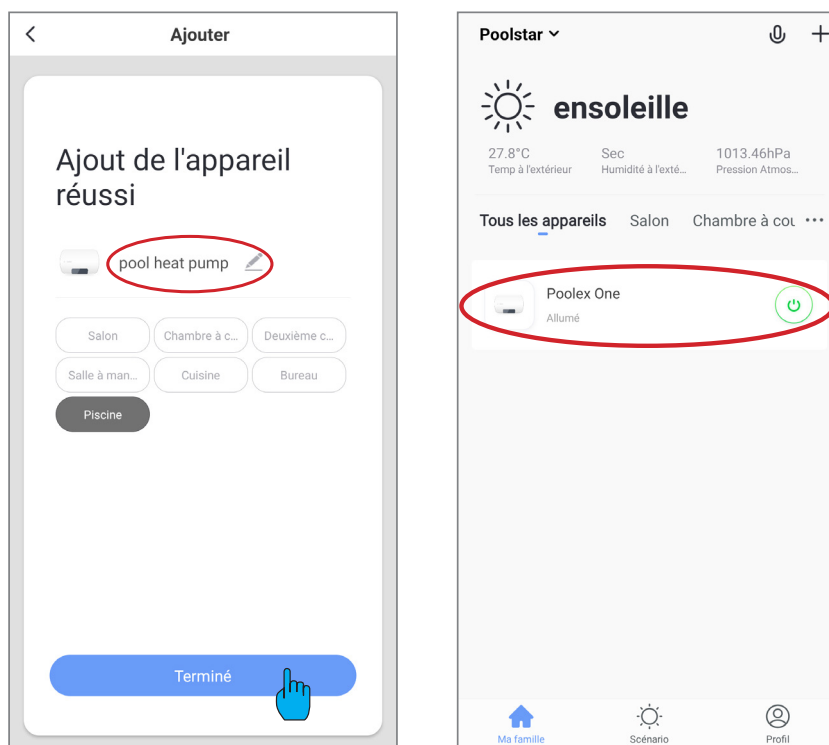 Ajouter
Ajout de l'appareil
réussi
pool heat pump
Salon
Chambre à c...
Deuxième c...
Salle à man...
Cuisine
Bureau
Piscine
Terminé
Poolstar
ensoleille
27.8°C
Sec
1013.46hPa
Temp à l'extérieur
Humidité à l'exté...
Pression Atmos...
Tous les appareils
Salon
Chambre à cou
Poolex One
Allumé
Ma famille
Scénario
Profil